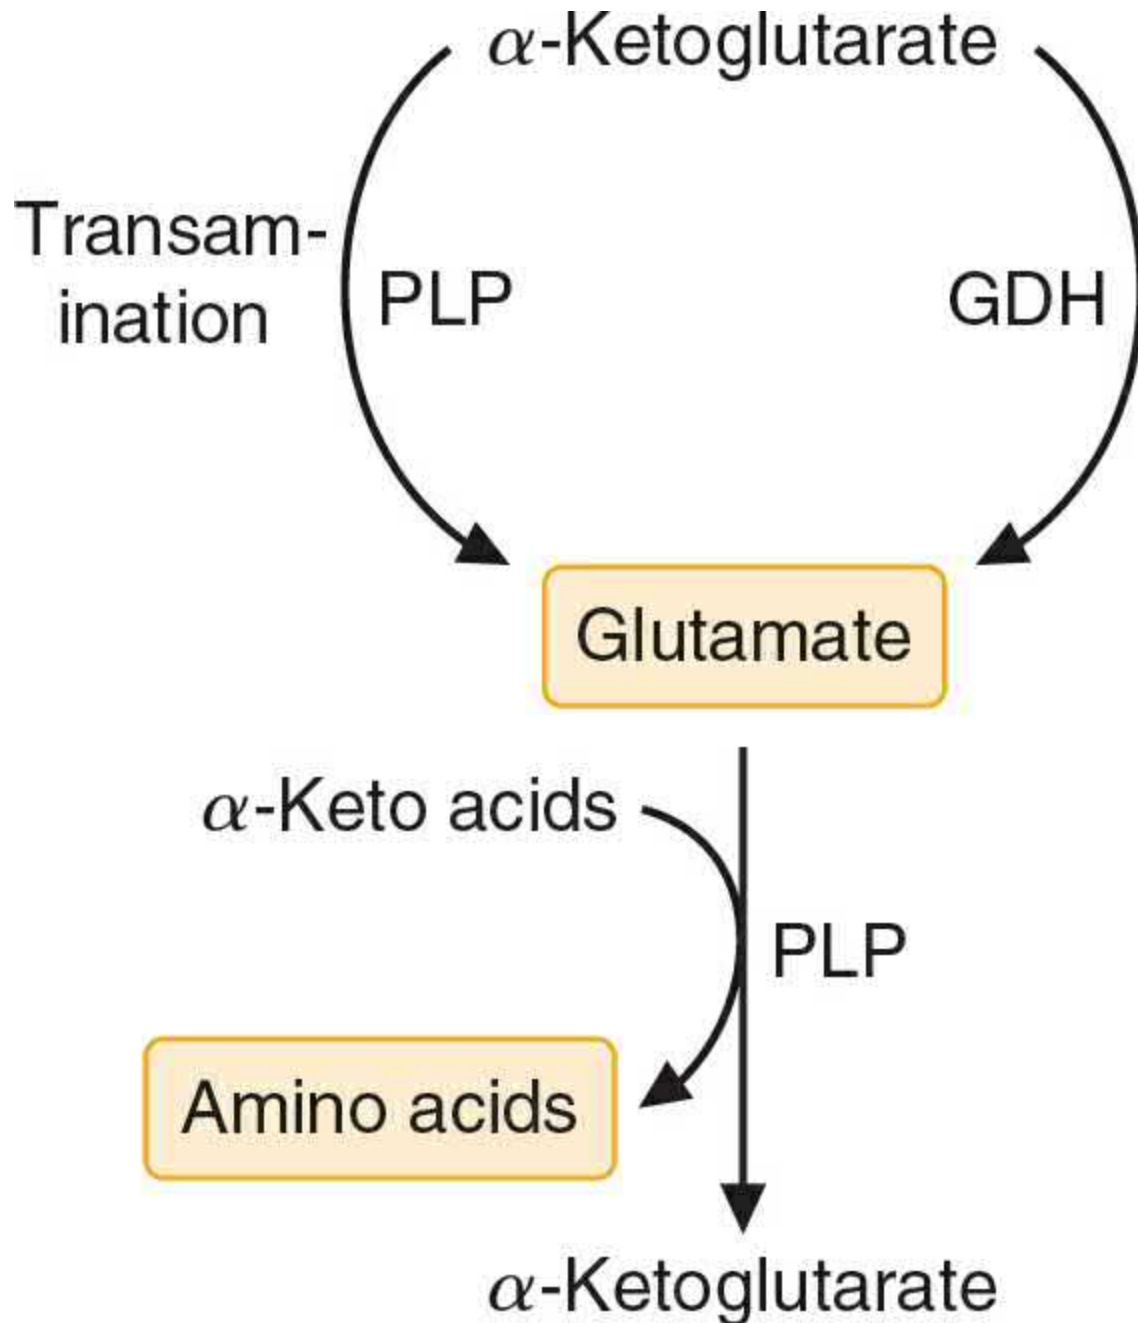 α-Ketoglutarate
Transam-
ination
PLP
GDH
Glutamate
α-Keto acids
PLP
Amino acids
α-Ketoglutarate